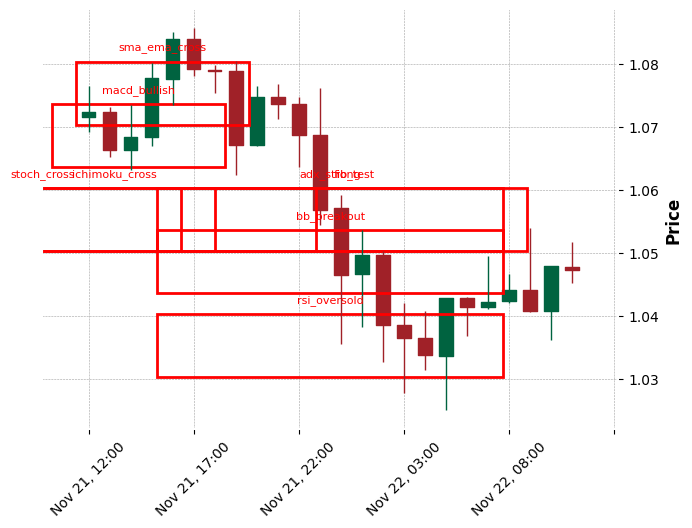 sma_ema_cross
1.08
macd_bullish
1.07
stoch_cross
ichimoku_cross
fib_test
1.06
bb_breakout
Price
1.05
rsi_oversold
1.04
1.03
Nov 21, 12:00
Nov 21, 17:00
Nov 21, 22:00
Nov 22, 03:00
Nov 22, 08:00